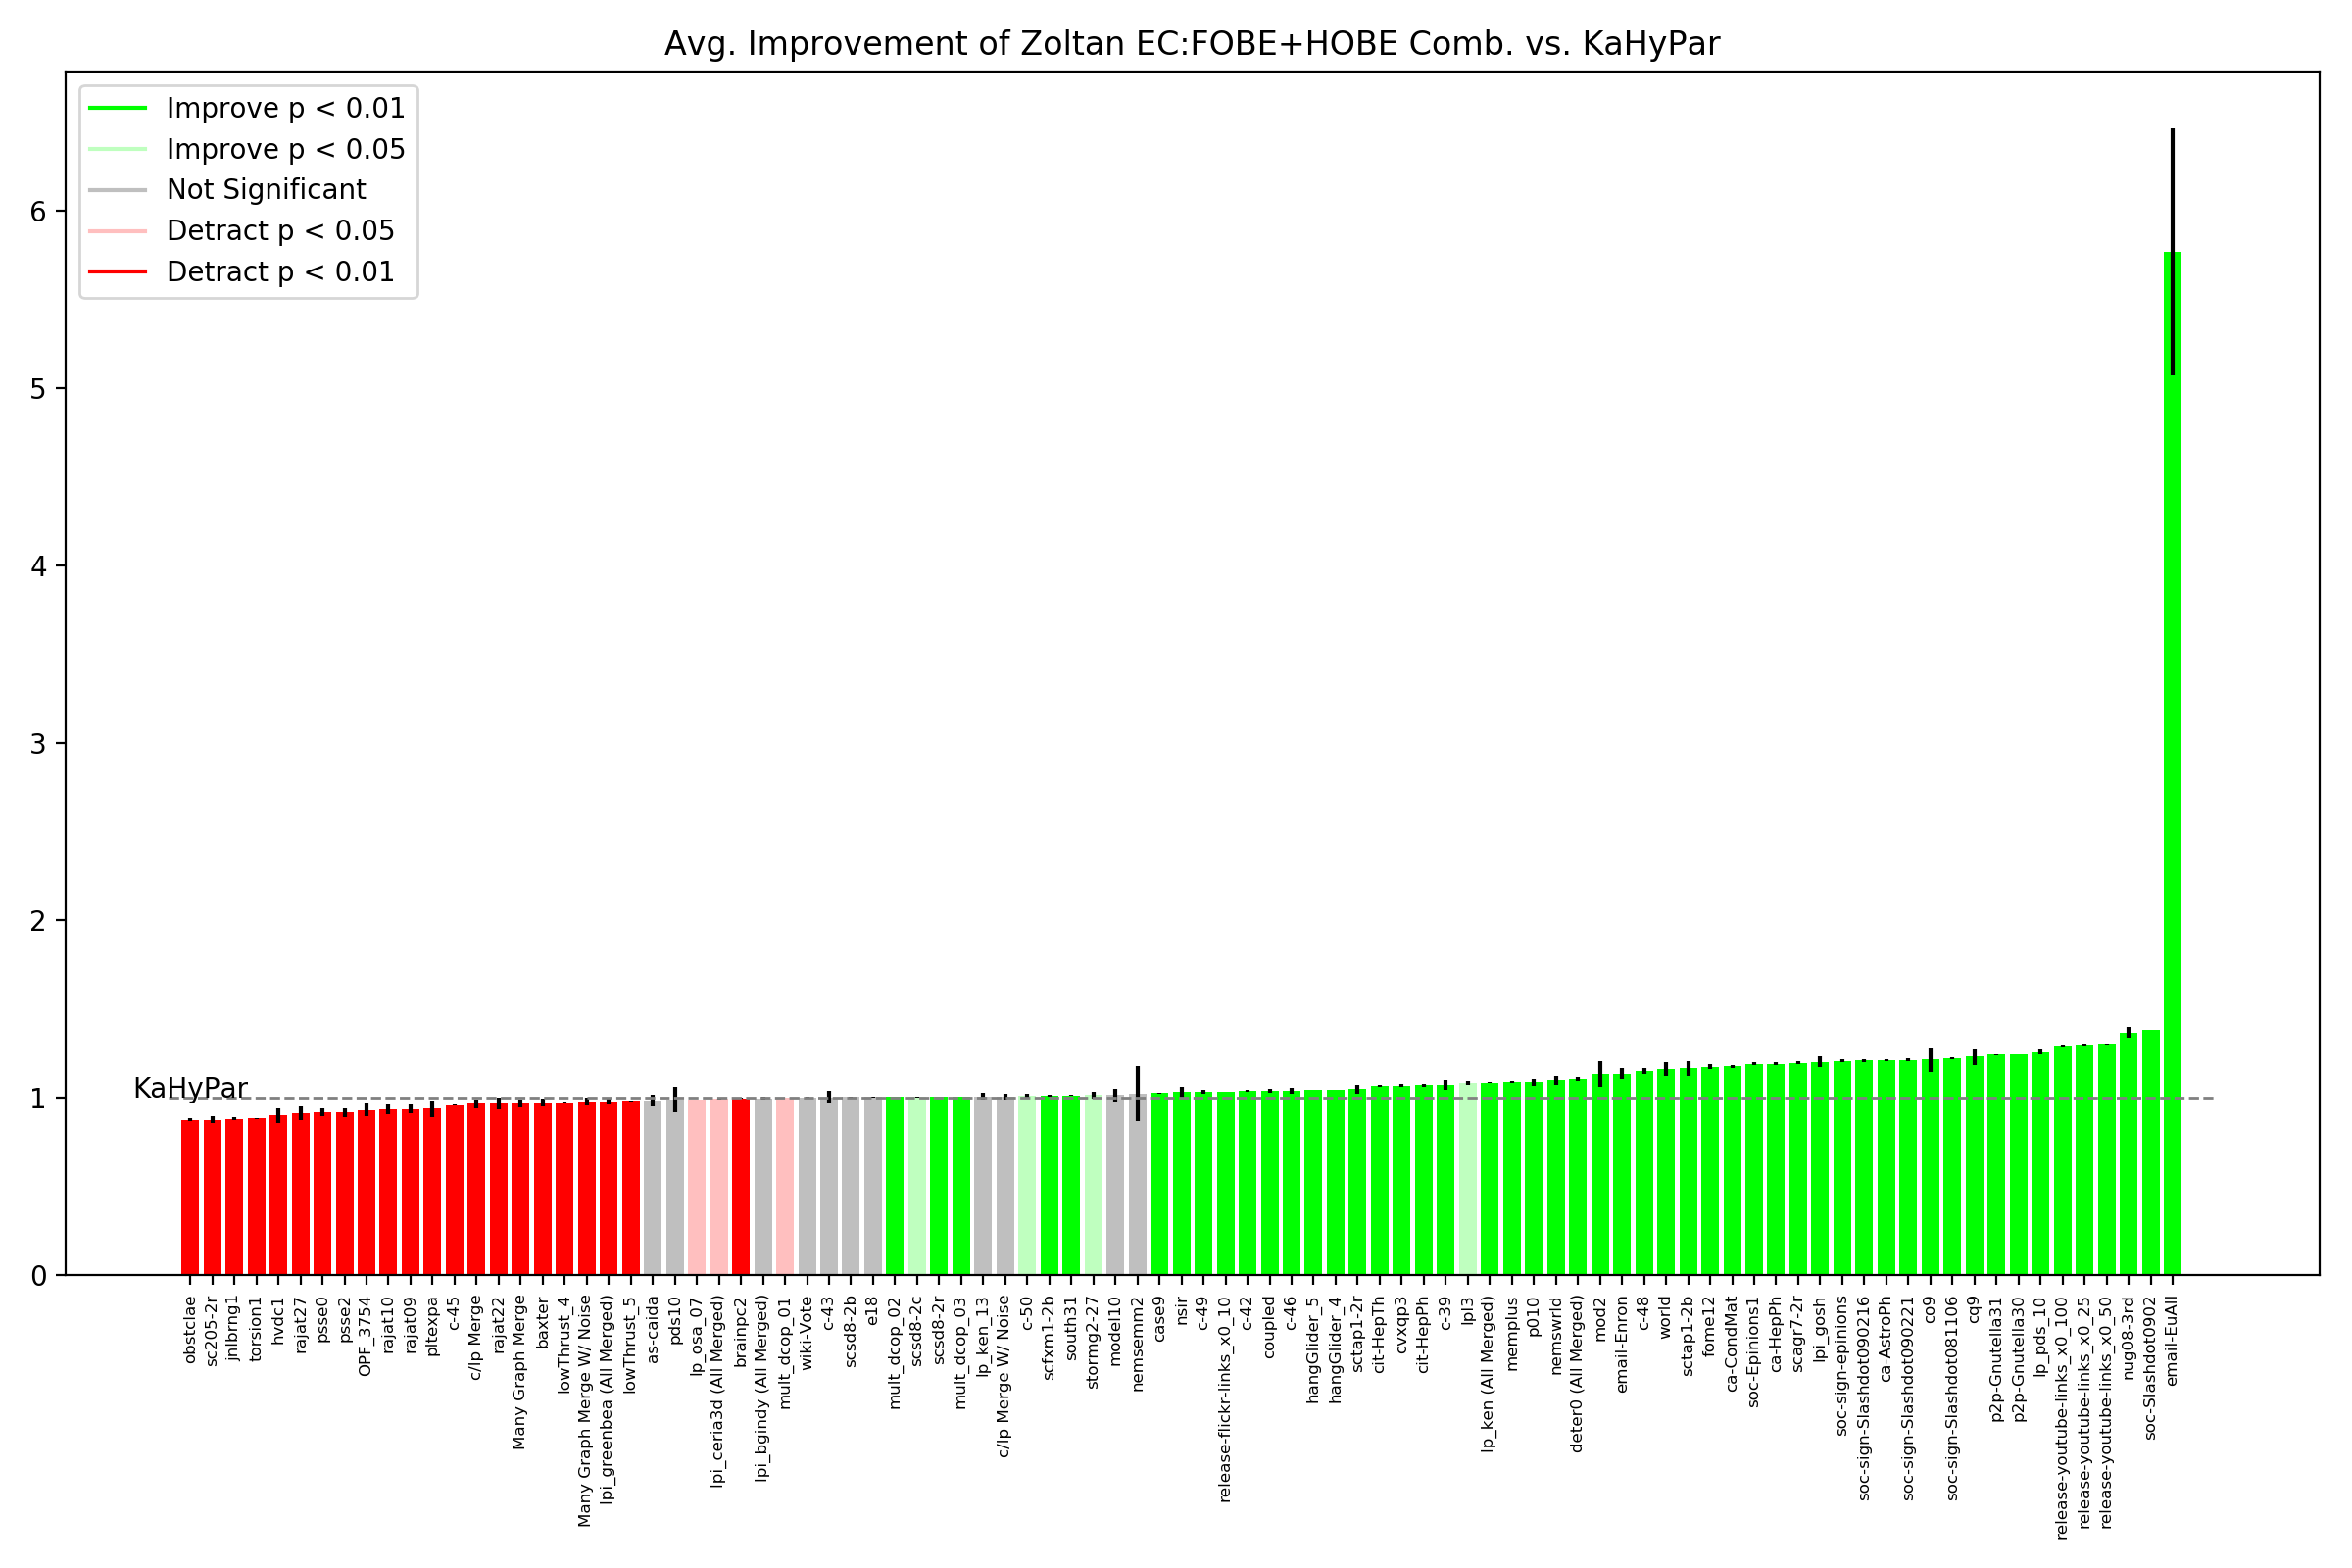 Avg. Improvement of Zoltan EC:FOBE+HOBE Comb. vs. KaHyPar
Improve p < 0.01
Improve p < 0.05
Not Significant
Detract p < 0.05
Detract p < 0.01
6
5
4
3
2
1
0
KaHyPar
obstclae
sc205-2r
jnlbrng1
torsion1
hvdc1
rajat27
psse0
psse2
OPF_3754
rajat10
rajat09
pltexpa
c-45
c/lp Merge
rajat22
Many Graph Merge
baxter
lowThrust_4
Many Graph Merge W/ Noise
lpi_greenbea (All Merged)
lowThrust_5
as-caida
pds10
lp_osa_07
lpi_ceria3d (All Merged)
brainpc2
lpi_bgindy (All Merged)
mult_dcop_01
wiki-Vote
c-43
scsd8-2b
e18
mult_dcop_02
scsd8-2c
scsd8-2r
mult_dcop_03
lp_ken_13
c/lp Merge W/ Noise
c-50
scfxm1-2b
south31
stormg2-27
model10
nemsemm2
case9
nsir
c-49
release-flickr-links_x0_10
c-42
coupled
c-46
hangGlider_5
hangGlider_4
sctap1-2r
cit-HepTh
cvxqp3
cit-HepPh
c-39
lpl3
lp_ken (All Merged)
memplus
p010
nemswrld
deter0 (All Merged)
mod2
email-Enron
c-48
world
sctap1-2b
fome12
ca-CondMat
soc-Epinions1
ca-HepPh
scagr7-2r
lpi_gosh
soc-sign-epinions
soc-sign-Slashdot090216
ca-AstroPh
soc-sign-Slashdot090221
co9
soc-sign-Slashdot081106
cq9
p2p-Gnutella31
p2p-Gnutella30
lp_pds_10
release-youtube-links_x0_100
release-youtube-links_x0_25
release-youtube-links_x0_50
nug08-3rd
soc-Slashdot0902
email-EuAll